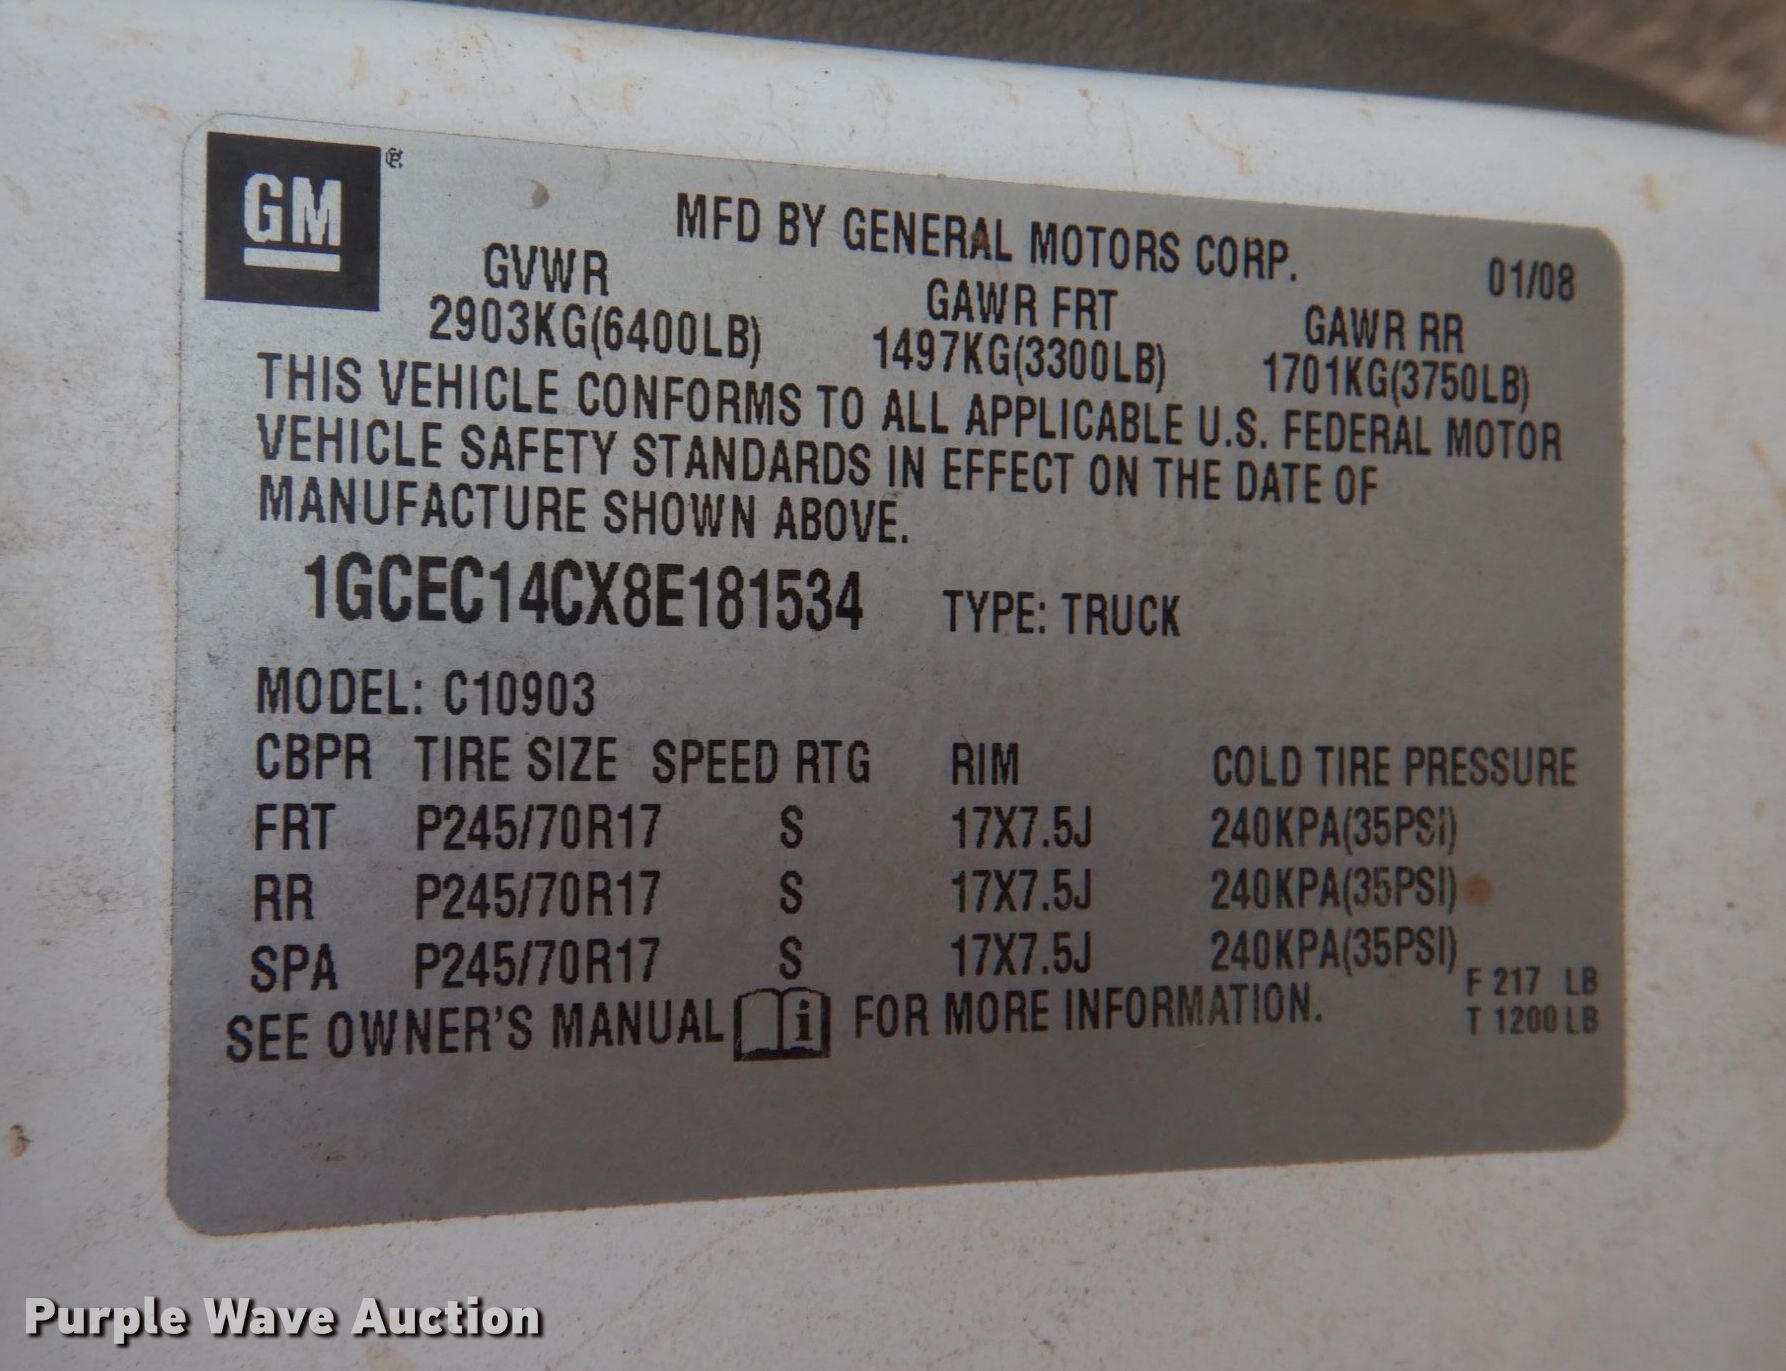 GM®
MFD BY GENERAL MOTORS CORP.
01/08
GVWR
GAWR FRT
GAWR RR
2903KG(6400LB)
1497KG(3300LB)
1701KG(3750LB)
THIS VEHICLE CONFORMS TO ALL APPLICABLE U.S. FEDERAL MOTOR
VEHICLE SAFETY STANDARDS IN EFFECT ON THE DATE OF
MANUFACTURE SHOWN ABOVE.
1GCEC14CX8E181534 TYPE: TRUCK
MODEL: C10903
CBPR TIRE SIZE SPEED RTG RIM COLD TIRE PRESSURE
FRT P245/70R17 S 17X7.5J 240KPA(35PSI)
RR P245/70R17 S 17X7.5J 240KPA(35PSI)
SPA P245/70R17 S 17X7.5J 240KPA(35PSI)
SEE OWNER'S MANUAL i FOR MORE INFORMATION.
F 217 LB
T 1200 LB
Purple Wave Auction